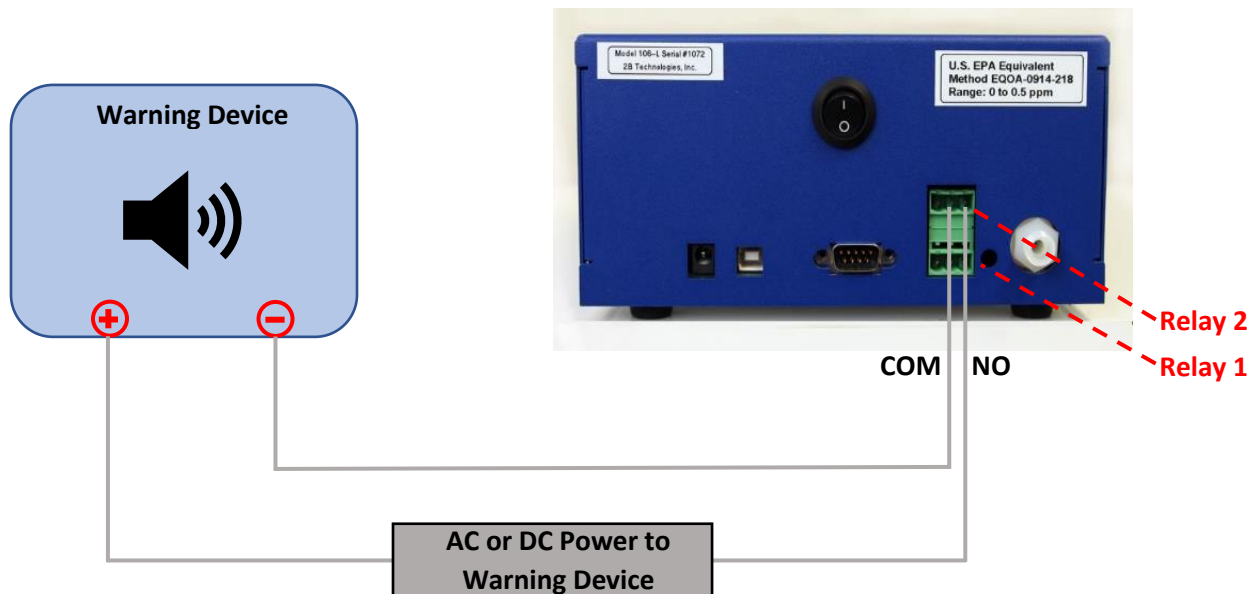 Warning Device
Model 106-L Serial #1072
2B Technologies, Inc.
U.S. EPA Equivalent
Method EQOA-0914-218
Range: 0 to 0.5 ppm
I
O
Relay 2
COM NO
Relay 1
AC or DC Power to
Warning Device